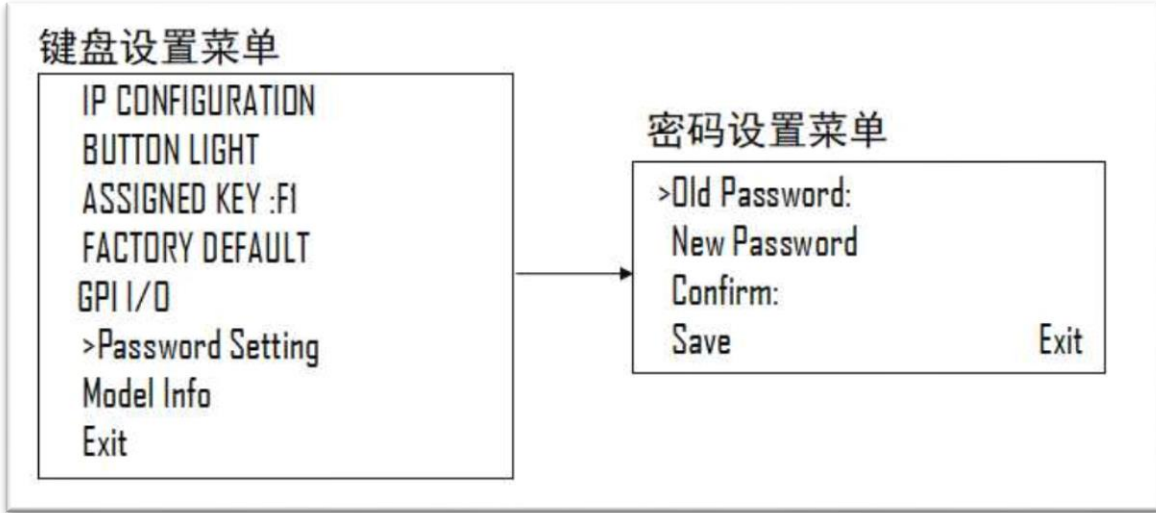 键盘设置菜单
IP CONFIGURATION
BUTTON LIGHT
ASSIGNED KEY :F1
FACTORY DEFAULT
GPI I/O
>Password Setting
Model Info
Exit
密码设置菜单
>Old Password:
New Password
Confirm:
Save Exit